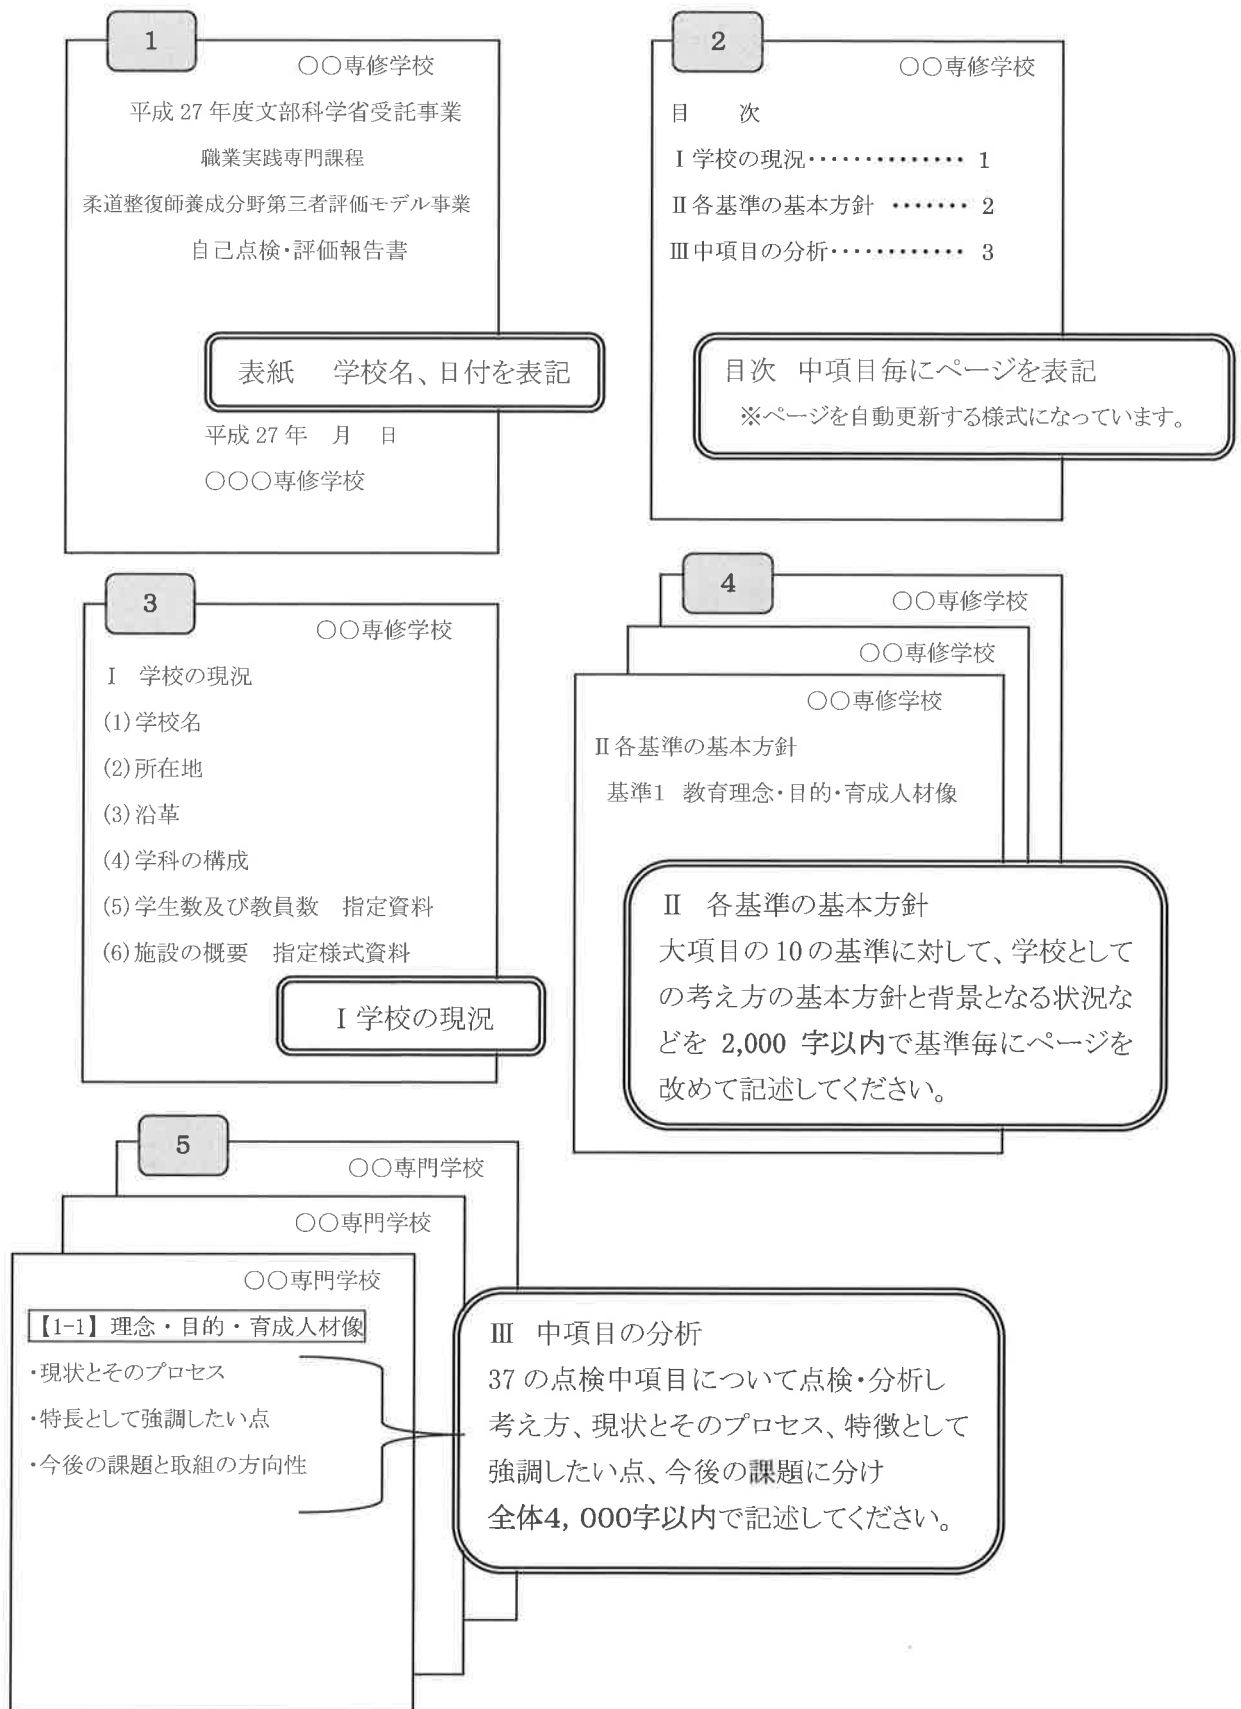 1
○○専修学校
平成 27 年度文部科学省受託事業
職業実践専門課程
柔道整復師養成分野第三者評価モデル事業
自己点検・評価報告書
表紙　学校名、日付を表記
平成 27 年　月　日
○○○専修学校
2
○○専修学校
目　次
Ⅰ学校の現況・・・・・・・・・・・・・・ 1
Ⅱ各基準の基本方針 ・・・・・・・ 2
Ⅲ中項目の分析・・・・・・・・・・・・ 3
目次　中項目毎にページを表記
※ページを自動更新する様式になっています。
3
○○専修学校
Ⅰ　学校の現況
(1)学校名
(2)所在地
(3)沿革
(4)学科の構成
(5)学生数及び教員数　指定資料
(6)施設の概要　指定様式資料
Ⅰ学校の現況
4
○○専修学校
○○専修学校
○○専修学校
Ⅱ各基準の基本方針
基準1　教育理念・目的・育成人材像
Ⅱ　各基準の基本方針
大項目の 10 の基準に対して、学校として
の考え方の基本方針と背景となる状況な
どを 2,000 字以内で基準毎にページを
改めて記述してください。
5
○○専門学校
○○専門学校
○○専門学校
【1-1】理念・目的・育成人材像
・現状とそのプロセス
・特長として強調したい点
・今後の課題と取組の方向性
Ⅲ　中項目の分析
37 の点検中項目について点検・分析し
考え方、現状とそのプロセス、特徴として
強調したい点、今後の課題に分け
全体4，000字以内で記述してください。